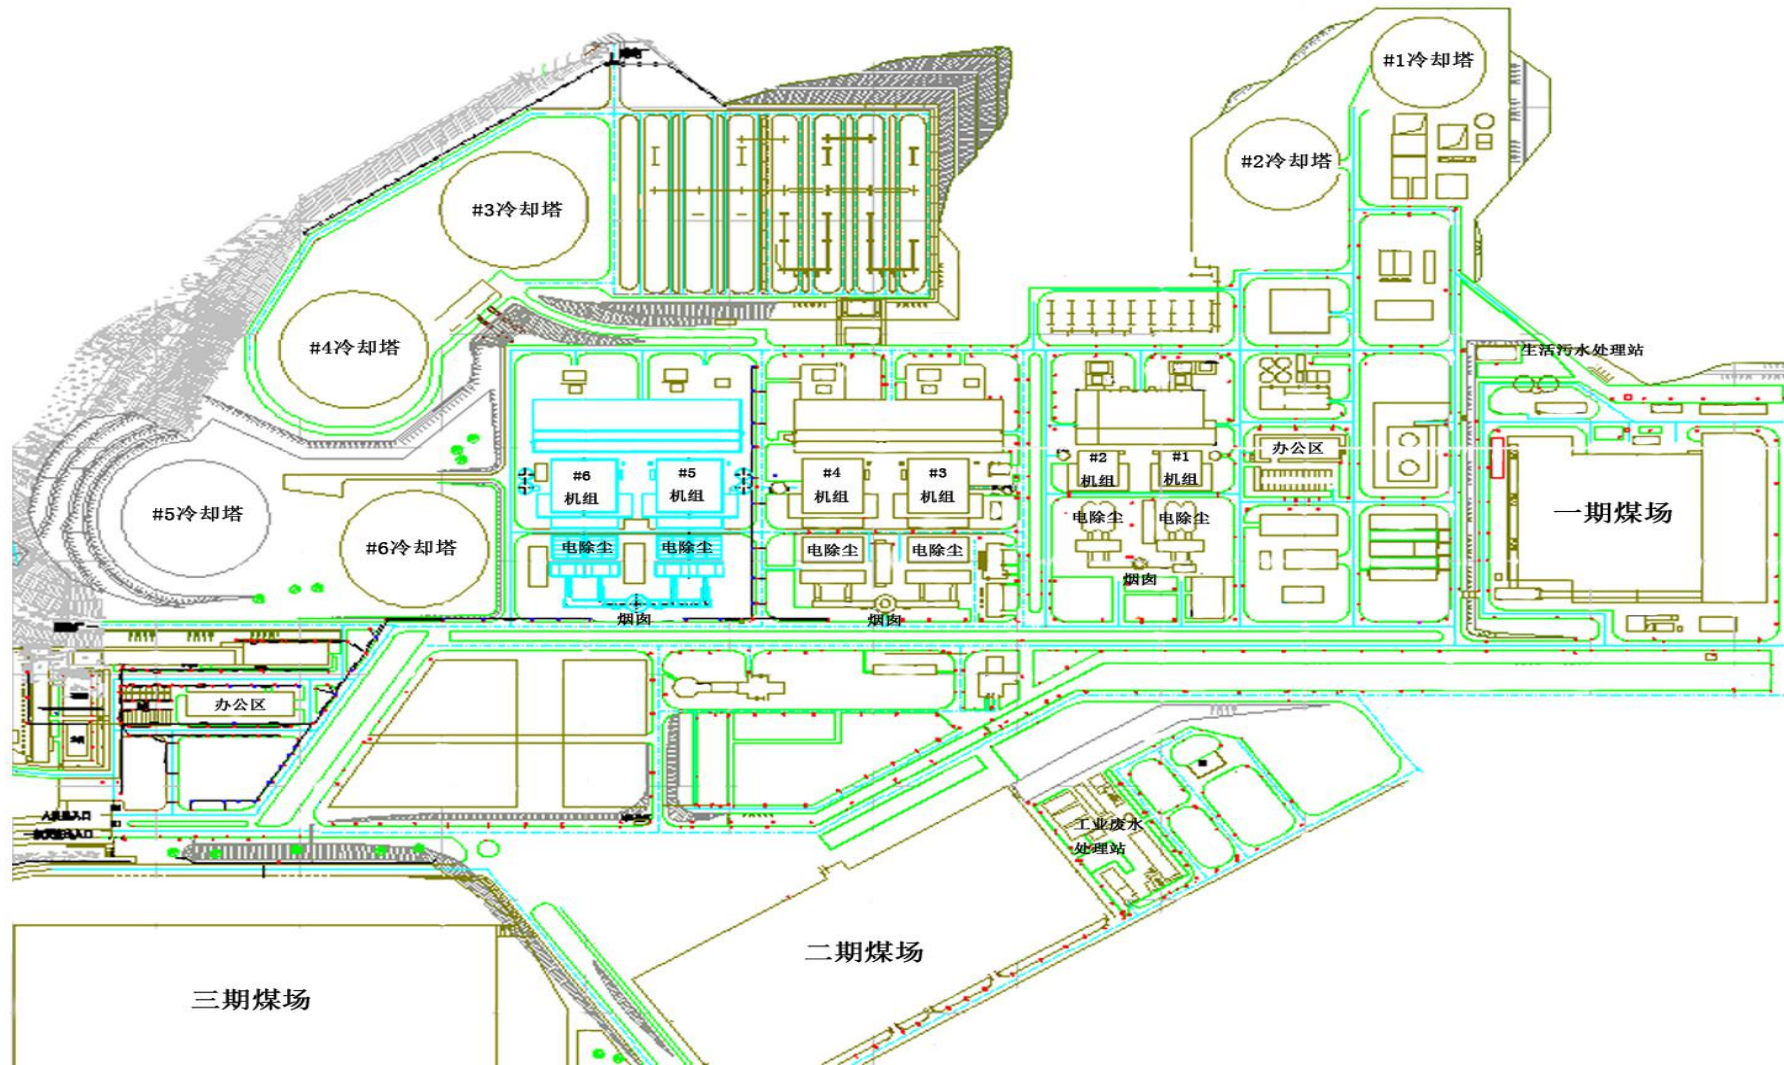 #1冷却塔
#2冷却塔
#3冷却塔
#4冷却塔
生活污水处理站
办公区
#6
机组
#5
机组
#4
机组
#3
机组
#2
机组
#1
机组
#5冷却塔
一期煤场
电除尘
电除尘
#6冷却塔
电除尘
电除尘
电除尘
电除尘
烟囱
烟囱
烟囱
办公区
工业废水
处理站
二期煤场
三期煤场